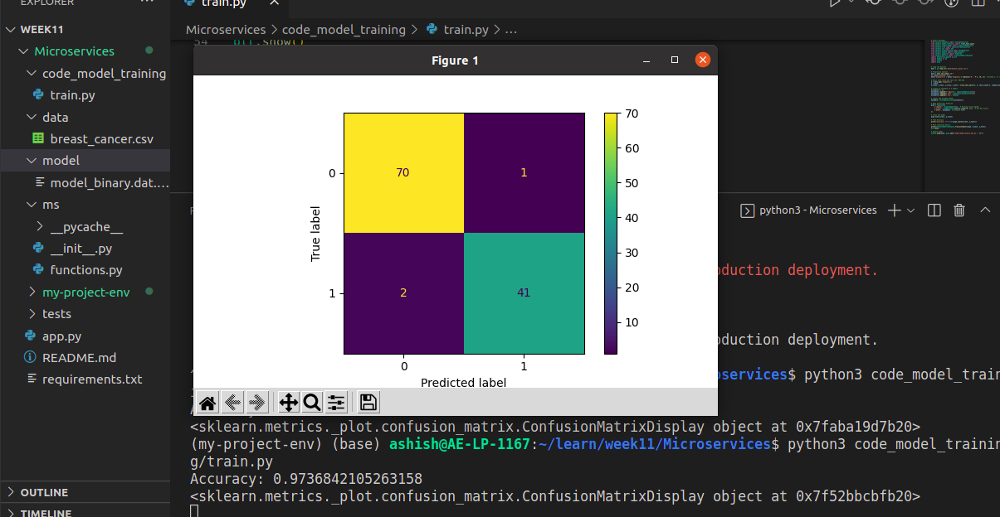 EXPLORER
WEEK11
Microservices
code_model_training
train.py
data
breast_cancer.csv
model
model_binary.dat....
ms
__pycache__
__init__.py
functions.py
my-project-env
tests
app.py
README.md
requirements.txt
OUTLINE
TIMELINE
train.py
Microservices > code_model_training > train.py > ...
54 plt.show()
Figure 1
70
1
2
41
0
1
True label
0
1
Predicted label
70
60
50
40
30
20
10
python3 - Microservices
duction deployment.
duction deployment.
services$ python3 code_model_train
<sklearn.metrics._plot.confusion_matrix.ConfusionMatrixDisplay object at 0x7faba19d7b20>
(my-project-env) (base) ashish@AE-LP-1167:~/learn/week11/Microservices$ python3 code_model_trainin
g/train.py
Accuracy: 0.9736842105263158
<sklearn.metrics._plot.confusion_matrix.ConfusionMatrixDisplay object at 0x7f52bbcbfb20>